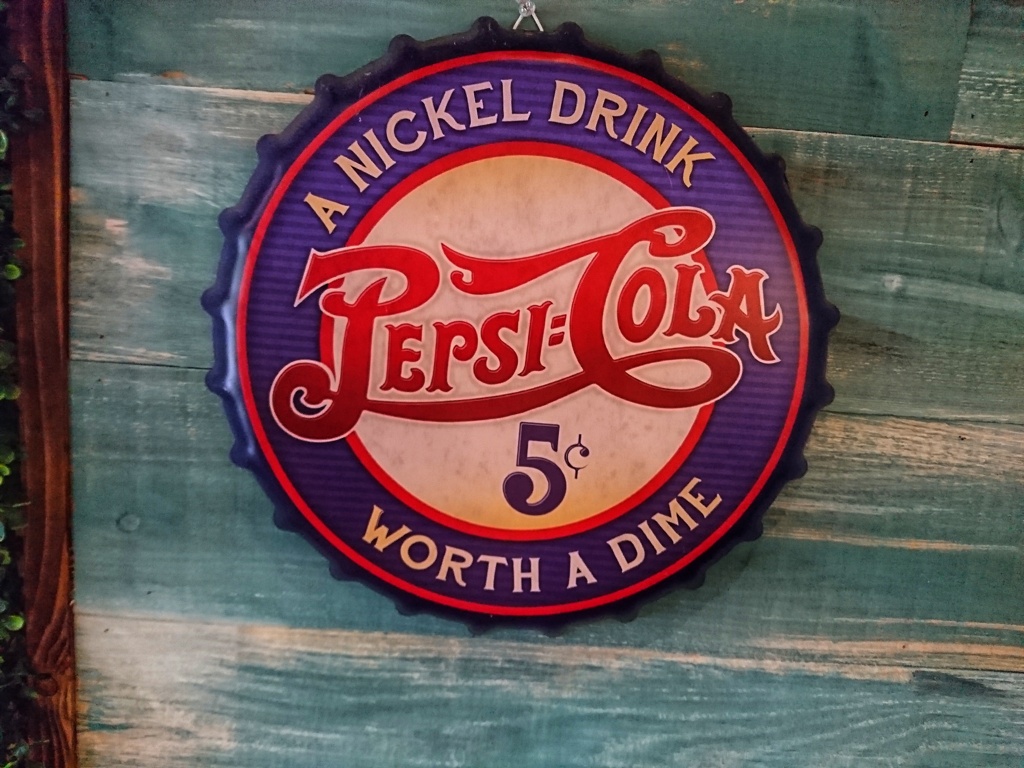 A NICKEL DRINK
PEPSI=COLA
5¢
WORTH A DIME